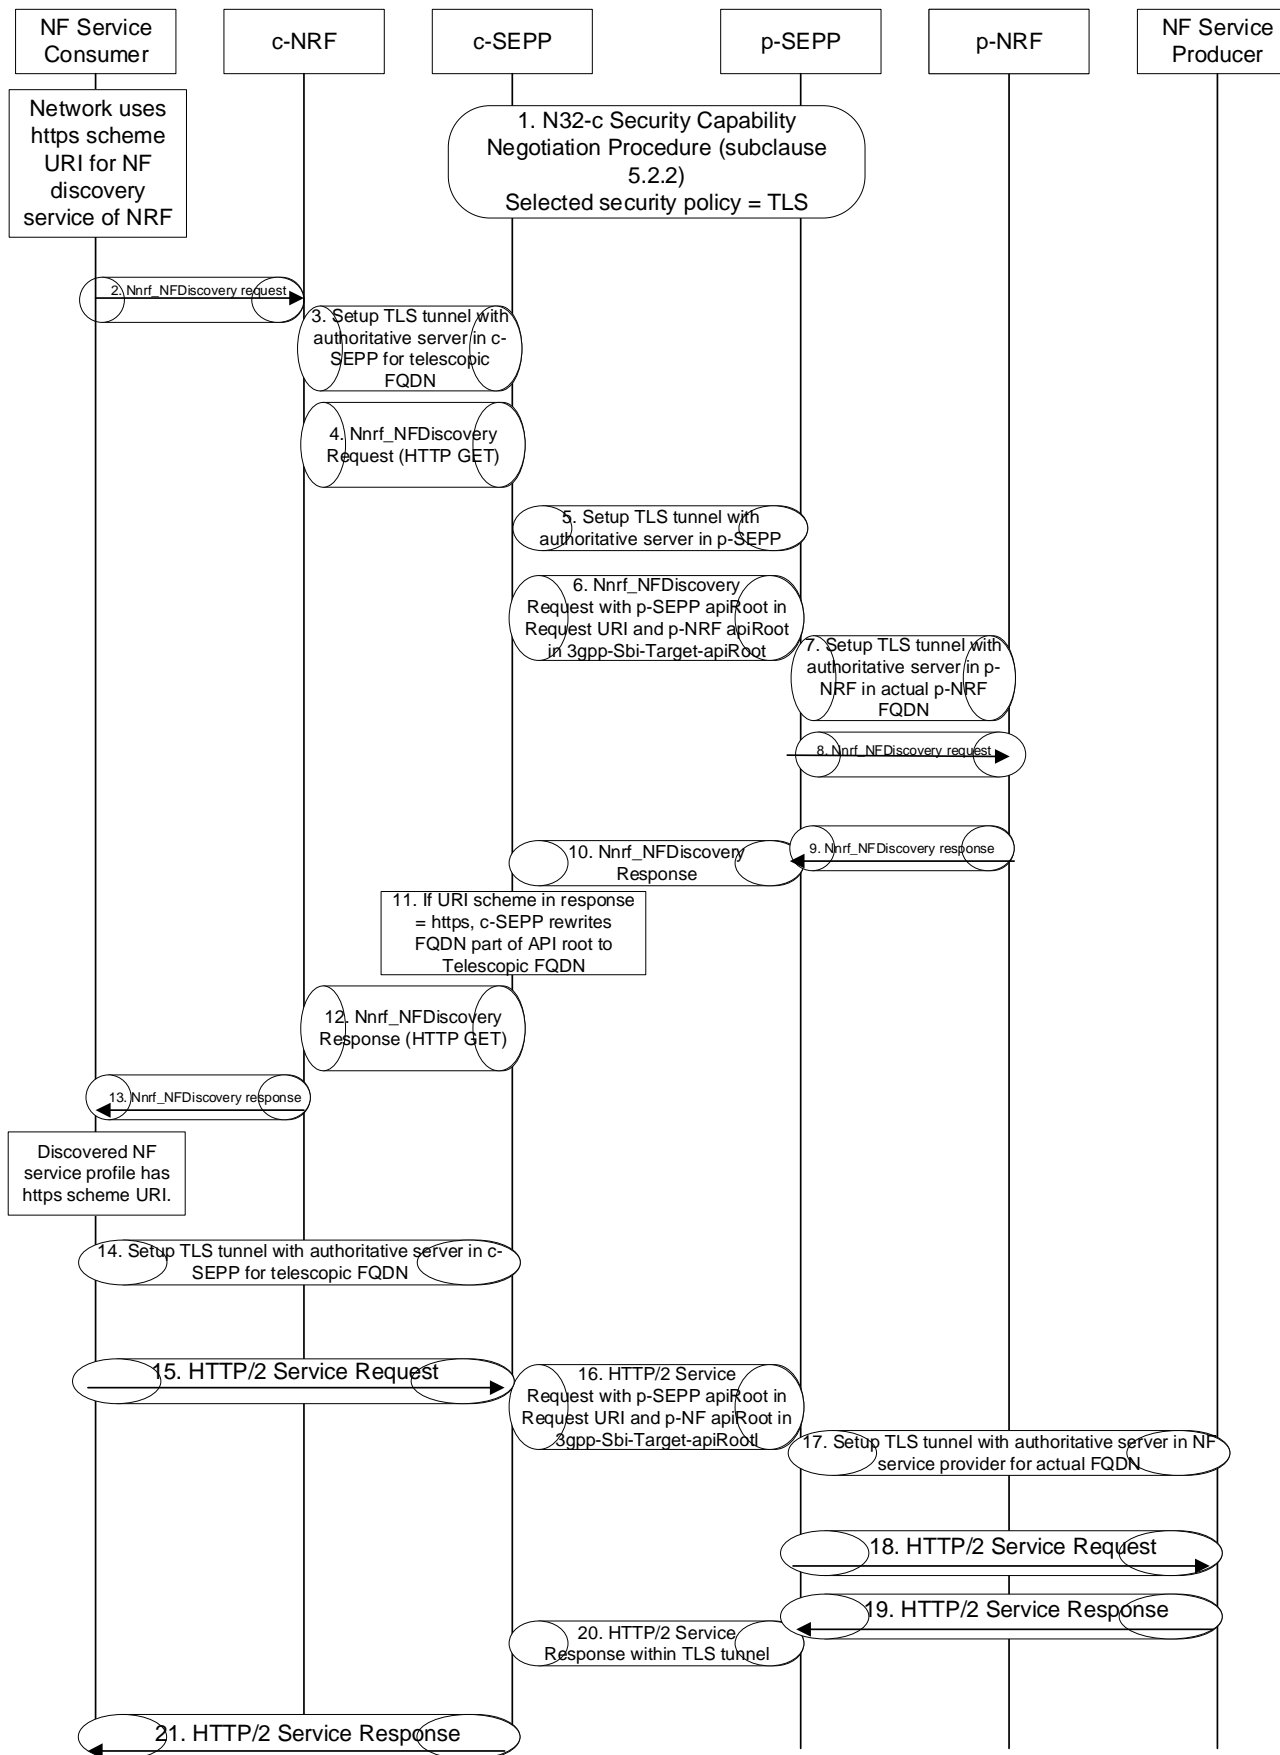 NF Service
Consumer
c-NRF
c-SEPP
p-SEPP
p-NRF
NF Service
Producer
Network uses
https scheme
URI for NF
discovery
service of NRF
1. N32-c Security Capability
Negotiation Procedure (subclause
5.2.2)
Selected security policy = TLS
2. Nnrf_NFDiscovery request
3. Setup TLS tunnel with
authoritative server in c-
SEPP for telescopic
FQDN
4. Nnrf_NFDiscovery
Request (HTTP GET)
5. Setup TLS tunnel with
authoritative server in p-SEPP
6. Nnrf_NFDiscovery
Request with p-SEPP apiRoot in
Request URI and p-NRF apiRoot
in 3gpp-Sbi-Target-apiRoot
7. Setup TLS tunnel with
authoritative server in p-
NRF in actual p-NRF
FQDN
8. Nnrf_NFDiscovery request
9. Nnrf_NFDiscovery response
10. Nnrf_NFDiscovery
Response
11. If URI scheme in response
= https, c-SEPP rewrites
FQDN part of API root to
Telescopic FQDN
12. Nnrf_NFDiscovery
Response (HTTP GET)
13. Nnrf_NFDiscovery response
Discovered NF
service profile has
https scheme URI.
14. Setup TLS tunnel with authoritative server in c-
SEPP for telescopic FQDN
15. HTTP/2 Service Request
16. HTTP/2 Service
Request with p-SEPP apiRoot in
Request URI and p-NF apiRoot in
3gpp-Sbi-Target-apiRootl
17. Setup TLS tunnel with authoritative server in NF
service provider for actual FQDN
18. HTTP/2 Service Request
19. HTTP/2 Service Response
20. HTTP/2 Service
Response within TLS tunnel
21. HTTP/2 Service Response